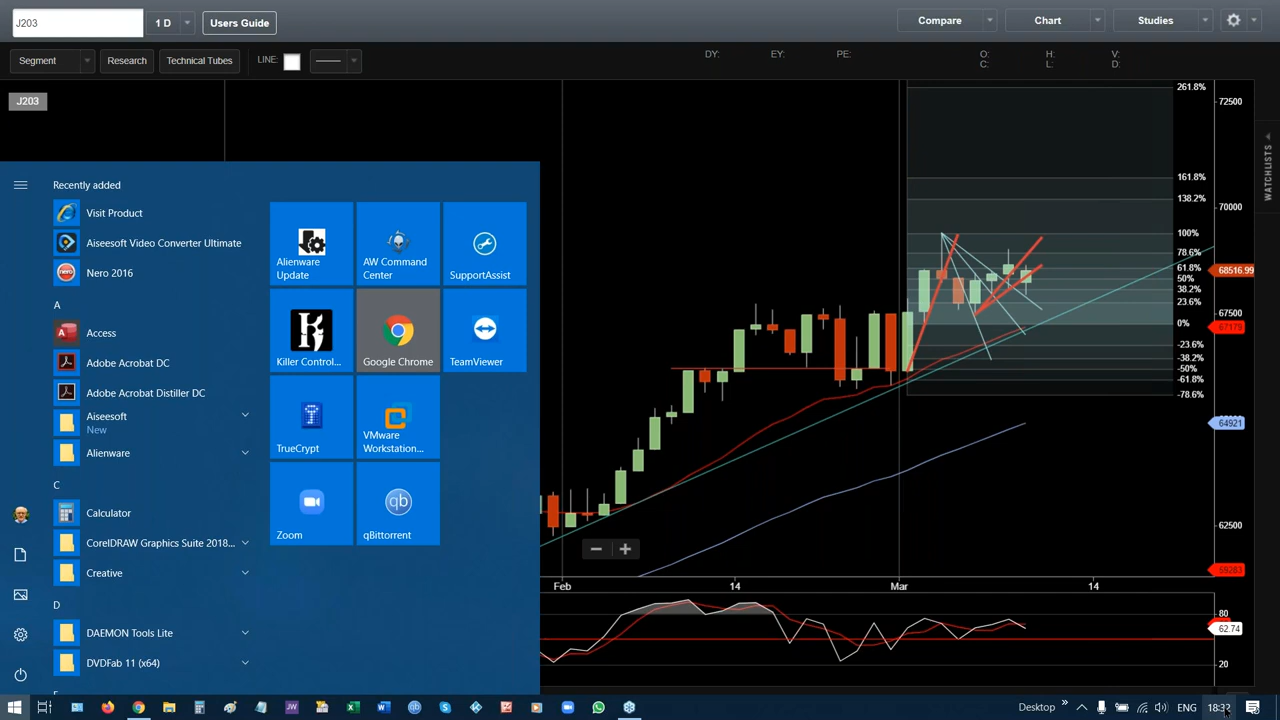 J203
1 D
Users Guide
Compare
Chart
Studies
Segment
Research
Technical Tubes
LINE:
DY:
EY:
PE:
O:
H:
V:
C:
L:
D:
J203
261.8%
161.8%
138.2%
100%
78.6%
61.8%
50%
38.2%
23.6%
0%
-23.6%
-38.2%
-50%
-61.8%
-78.6%
72500
70000
68516.99
67500
67179
64921
62500
59283
WATCHLISTS
Recently added
Visit Product
Aiseesoft Video Converter Ultimate
Nero 2016
A
Access
Adobe Acrobat DC
Adobe Acrobat Distiller DC
Aiseesoft
New
Alienware
C
Calculator
CorelDRAW Graphics Suite 2018...
Creative
D
DAEMON Tools Lite
DVDFab 11 (x64)
Alienware
Update
AW Command
Center
SupportAssist
Killer Control...
Google Chrome
TeamViewer
TrueCrypt
VMware
Workstation...
Zoom
qb
qBittorrent
Feb
14
Mar
14
80
62.74
20
Desktop
ENG
18:32